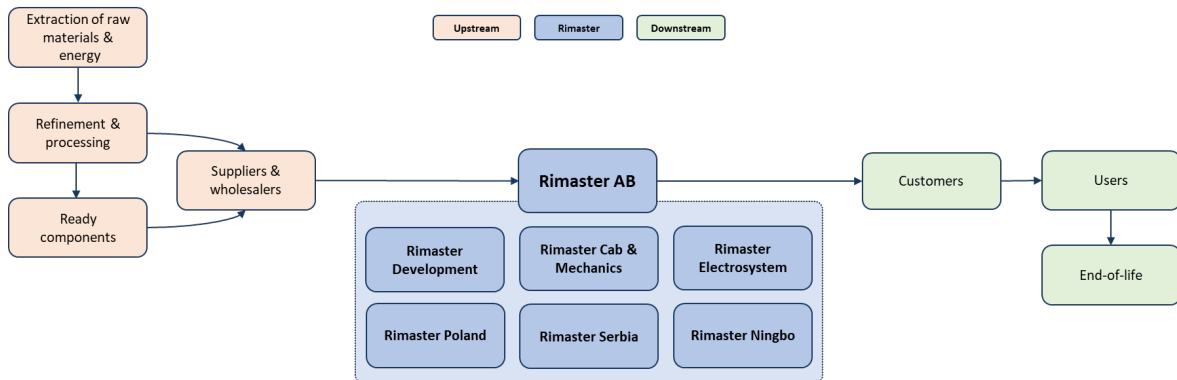 Extraction of raw
materials &
energy
Upstream
Rimaster
Downstream
Refinement &
processing
Suppliers &
wholesalers
Ready
components
Rimaster AB
Customers
Users
End-of-life
Rimaster
Development
Rimaster Cab &
Mechanics
Rimaster
Electrosystem
Rimaster Poland
Rimaster Serbia
Rimaster Ningbo